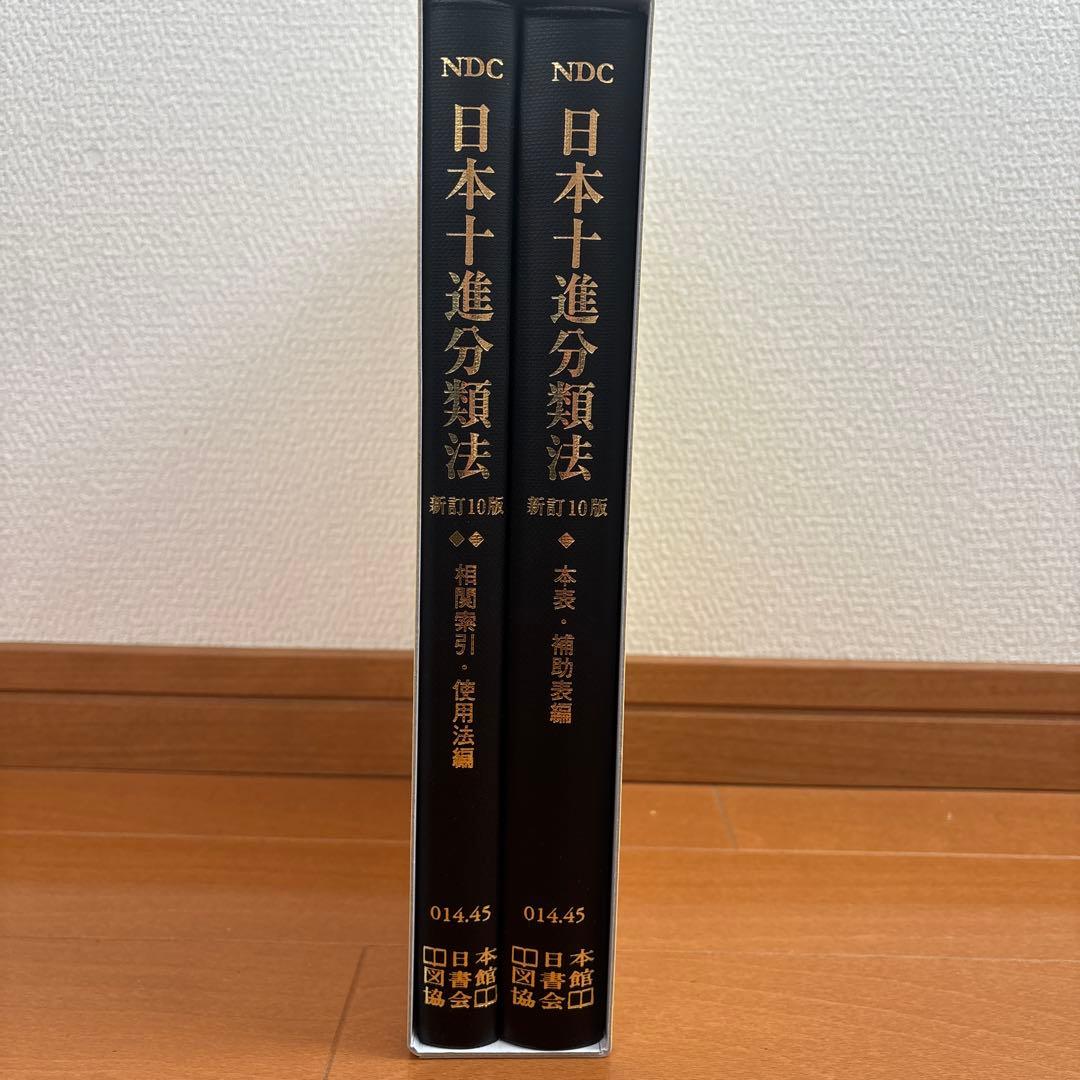 NDC
日本十進分類法
新訂10版
本表・補助表編
014.45
日本
図書館
協会
NDC
日本十進分類法
新訂10版
相関索引・使用法編
014.45
日本
図書館
協会